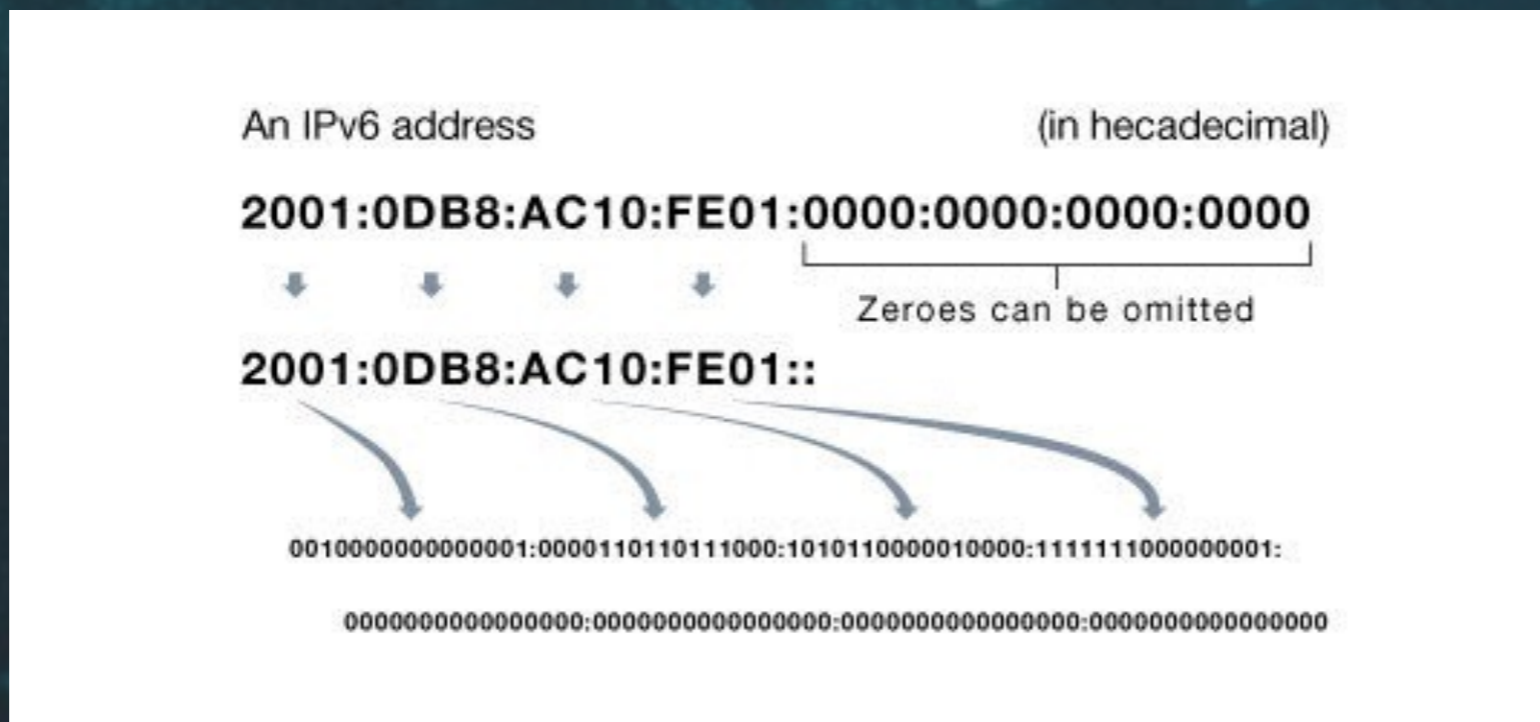 An IPv6 address (in hecadecimal)
2001:0DB8:AC10:FE01:0000:0000:0000:0000
Zeroes can be omitted
2001:0DB8:AC10:FE01::
0010000000000001:0000110110111000:1010110000010000:1111111000000001:
0000000000000000:0000000000000000:0000000000000000:0000000000000000